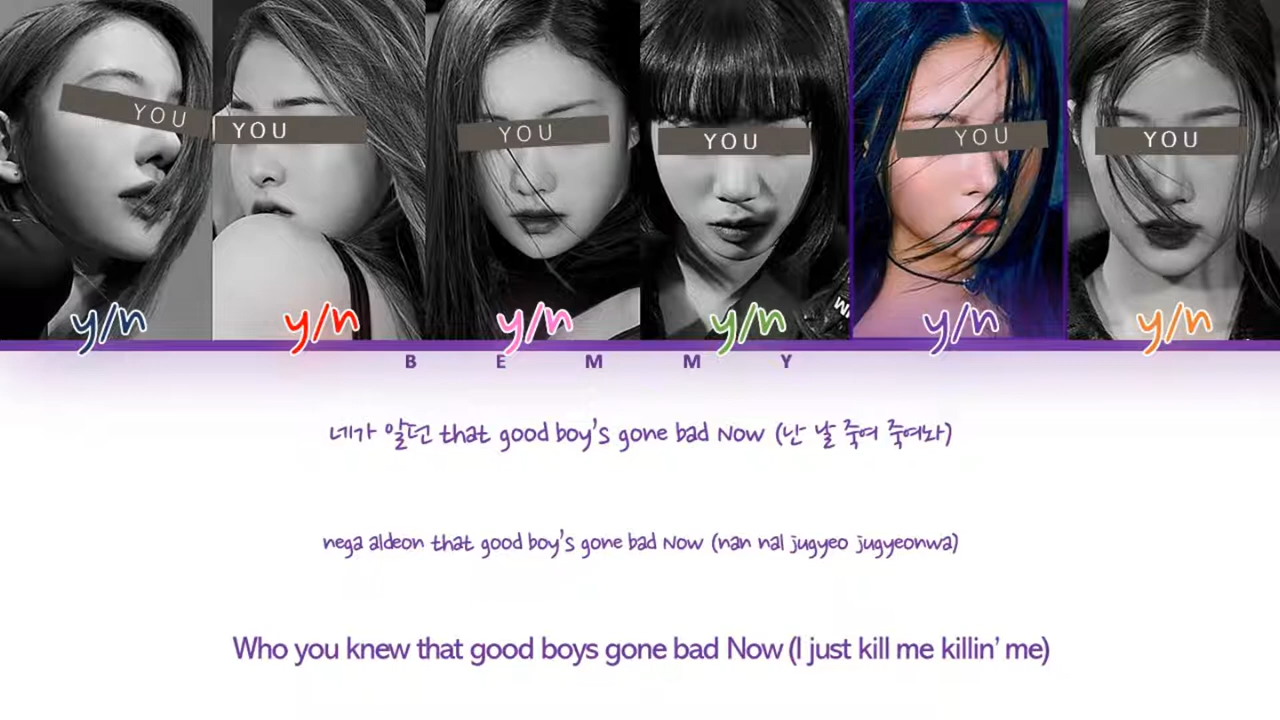 YOU
YOU
YOU
YOU
YOU
YOU
y/n
y/n
y/n
y/n
y/n
y/n
B E M M Y
네가 알던 that good boy's gone bad Now (난 날 죽여 죽여놔)
nega aldeon that good boy's gone bad Now (nan nal jugyeo jugyeonwa)
Who you knew that good boys gone bad Now (I just kill me killin' me)